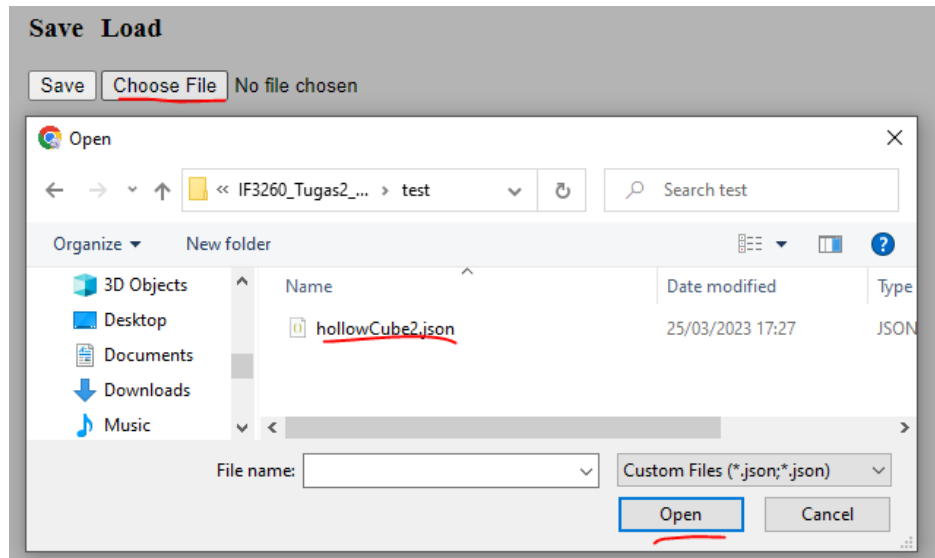 Save Load
Save Choose File No file chosen
Open
« IF3260_Tugas2_... › test Search test
Organize New folder ?
3D Objects Name Date modified Type
Desktop hollowCube2.json 25/03/2023 17:27 JSON
Documents
Downloads
Music
File name: Custom Files (*.json;*.json)
Open Cancel